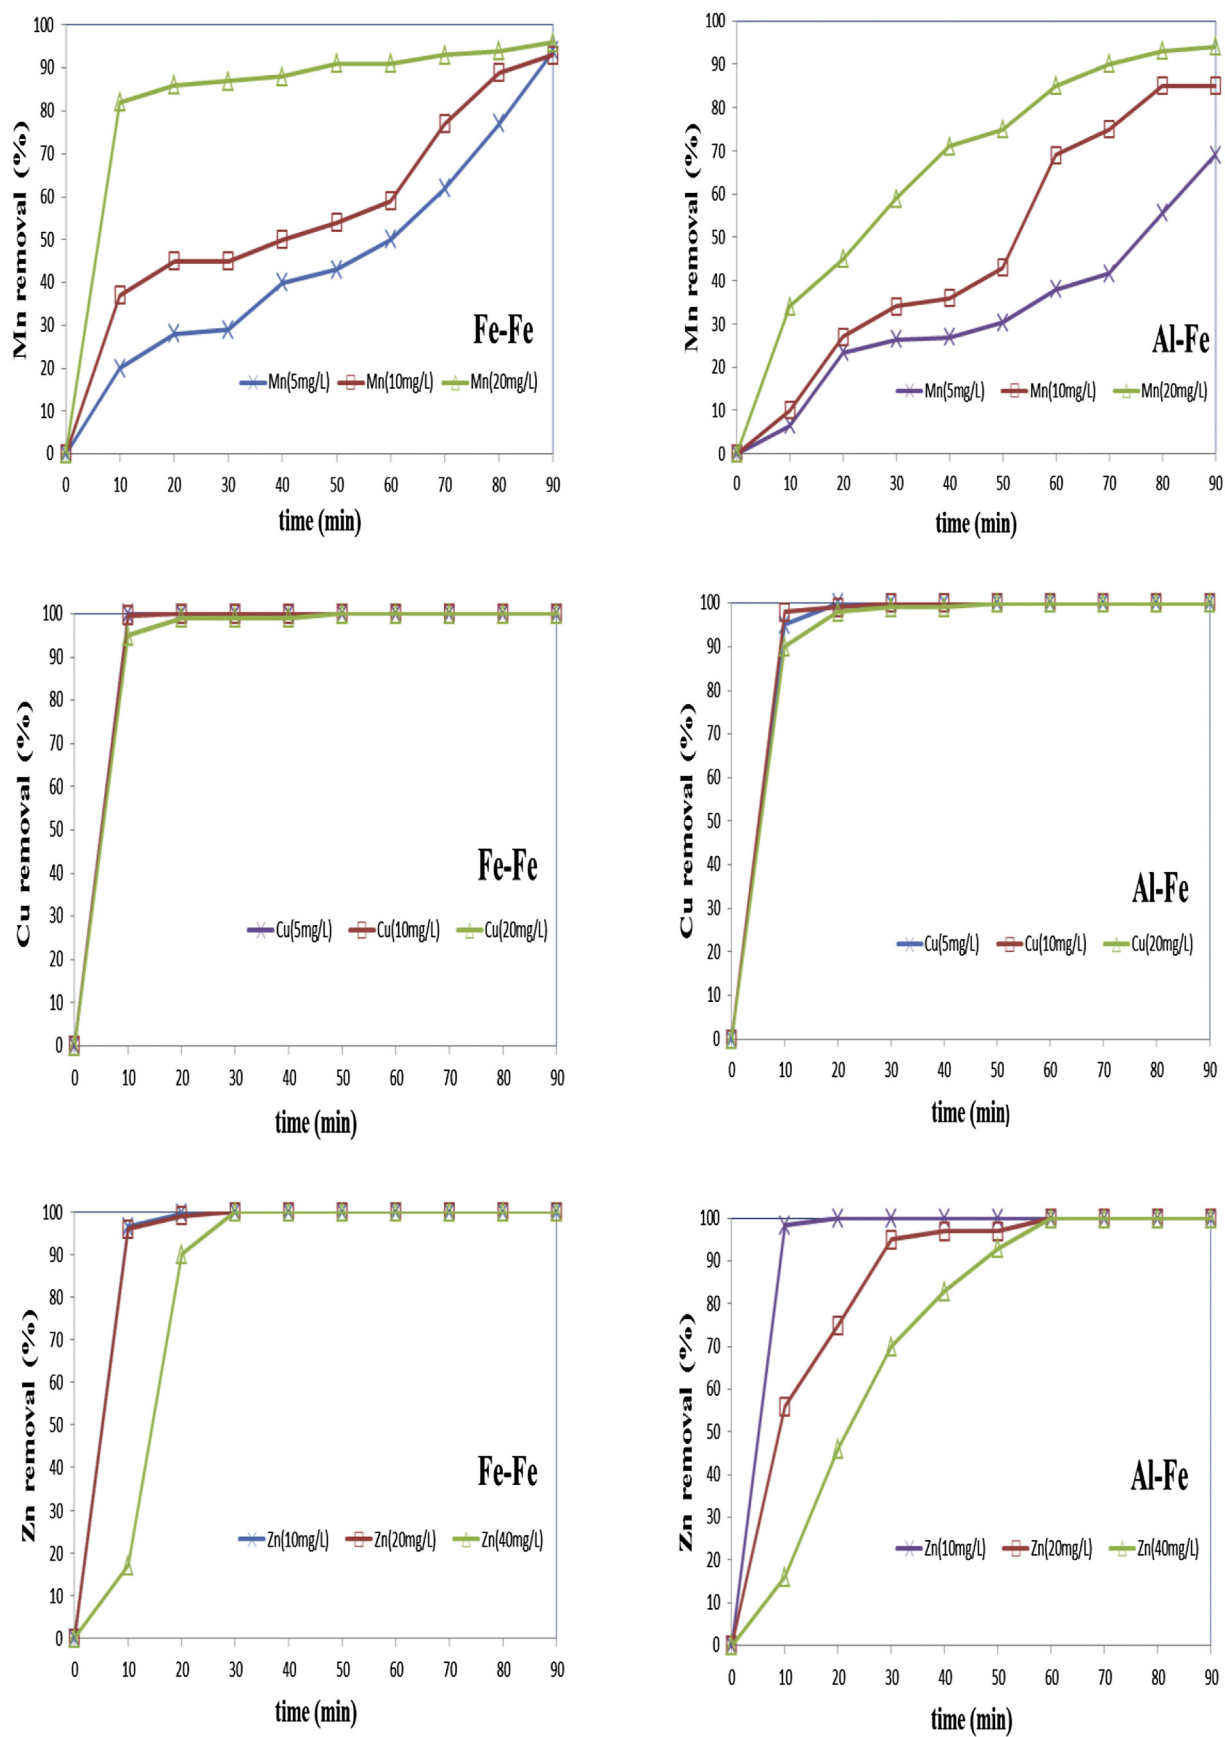 100
90
80
70
60
50
40
30
20
10
0
Mn removal (%)
Fe-Fe
Mn(5mg/L) Mn(10mg/L) Mn(20mg/L)
0 10 20 30 40 50 60 70 80 90
time (min)
100
90
80
70
60
50
40
30
20
10
0
Mn removal (%)
Al-Fe
Mn(5mg/L) Mn(10mg/L) Mn(20mg/L)
0 10 20 30 40 50 60 70 80 90
time (min)
100
90
80
70
60
50
40
30
20
10
0
Cu removal (%)
Fe-Fe
Cu(5mg/L) Cu(10mg/L) Cu(20mg/L)
0 10 20 30 40 50 60 70 80 90
time (min)
100
90
80
70
60
50
40
30
20
10
0
Cu removal (%)
Al-Fe
Cu(5mg/L) Cu(10mg/L) Cu(20mg/L)
0 10 20 30 40 50 60 70 80 90
time (min)
100
90
80
70
60
50
40
30
20
10
0
Zn removal (%)
Fe-Fe
Zn(10mg/L) Zn(20mg/L) Zn(40mg/L)
0 10 20 30 40 50 60 70 80 90
time (min)
100
90
80
70
60
50
40
30
20
10
0
Zn removal (%)
Al-Fe
Zn(10mg/L) Zn(20mg/L) Zn(40mg/L)
0 10 20 30 40 50 60 70 80 90
time (min)